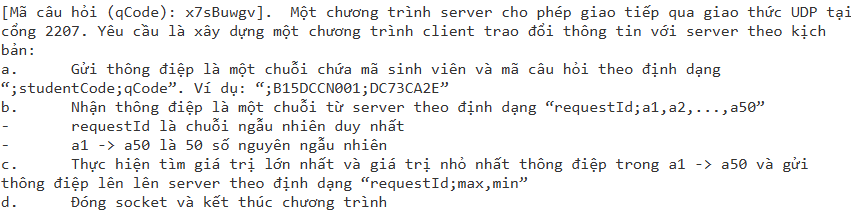 [Mã câu hỏi (qCode): x7sBuwgv].  Một chương trình server cho phép giao tiếp qua giao thức UDP tại
cổng 2207. Yêu cầu là xây dựng một chương trình client trao đổi thông tin với server theo kịch
bản:
a.	Gửi thông điệp là một chuỗi chứa mã sinh viên và mã câu hỏi theo định dạng
“;studentCode;qCode”. Ví dụ: “;B15DCCN001;DC73CA2E”
b.	Nhận thông điệp là một chuỗi từ server theo định dạng “requestId;a1,a2,...,a50”
-	requestId là chuỗi ngẫu nhiên duy nhất
-	a1 -> a50 là 50 số nguyên ngẫu nhiên
c.	Thực hiện tìm giá trị lớn nhất và giá trị nhỏ nhất thông điệp trong a1 -> a50 và gửi
thông điệp lên lên server theo định dạng “requestId;max,min”
d.	Đóng socket và kết thúc chương trình